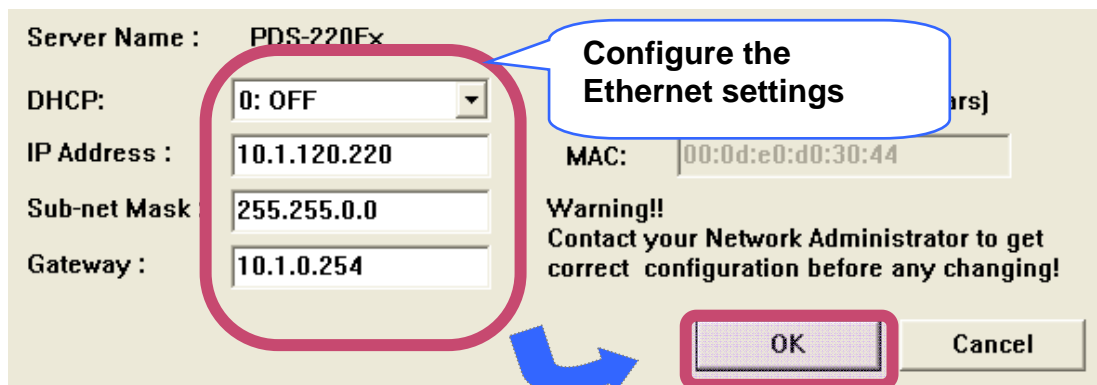 Server Name : PDS-220Fx
Configure the
Ethernet settings
DHCP: 0: OFF
IP Address : 10.1.120.220
MAC: 00:0d:e0:d0:30:44
Sub-net Mask : 255.255.0.0
Gateway : 10.1.0.254
Warning!!
Contact your Network Administrator to get
correct configuration before any changing!
OK Cancel